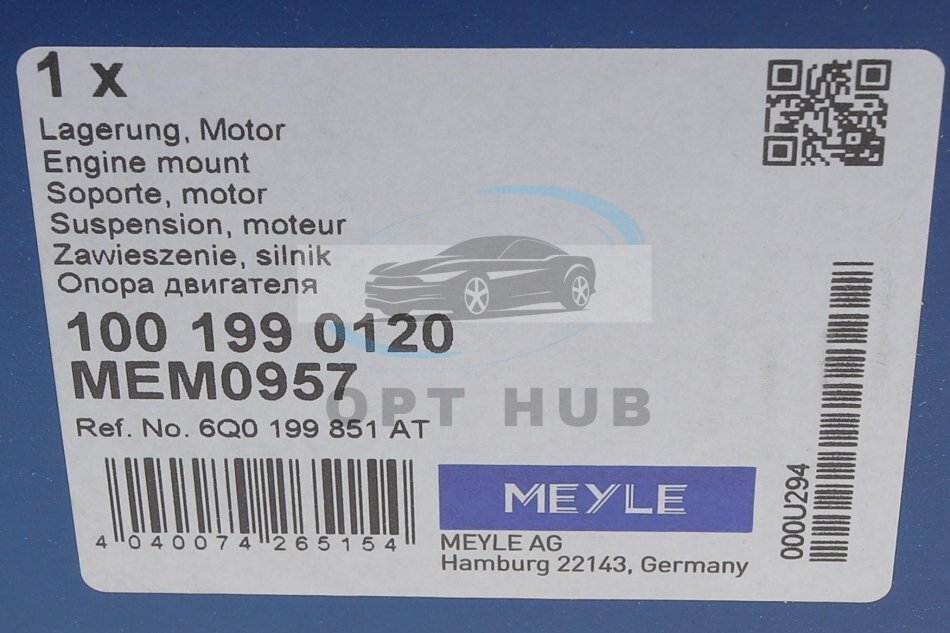 1 x
Lagerung, Motor
Engine mount
Soporte, motor
Suspension, moteur
Zawieszenie, silnik
Опора двигателя
100 199 0120
MEM0957
OPT HUB
Ref. No. 6Q0 199 851 AT
4 040074 265154
MEYLE
MEYLE AG
Hamburg 22143, Germany
000U294